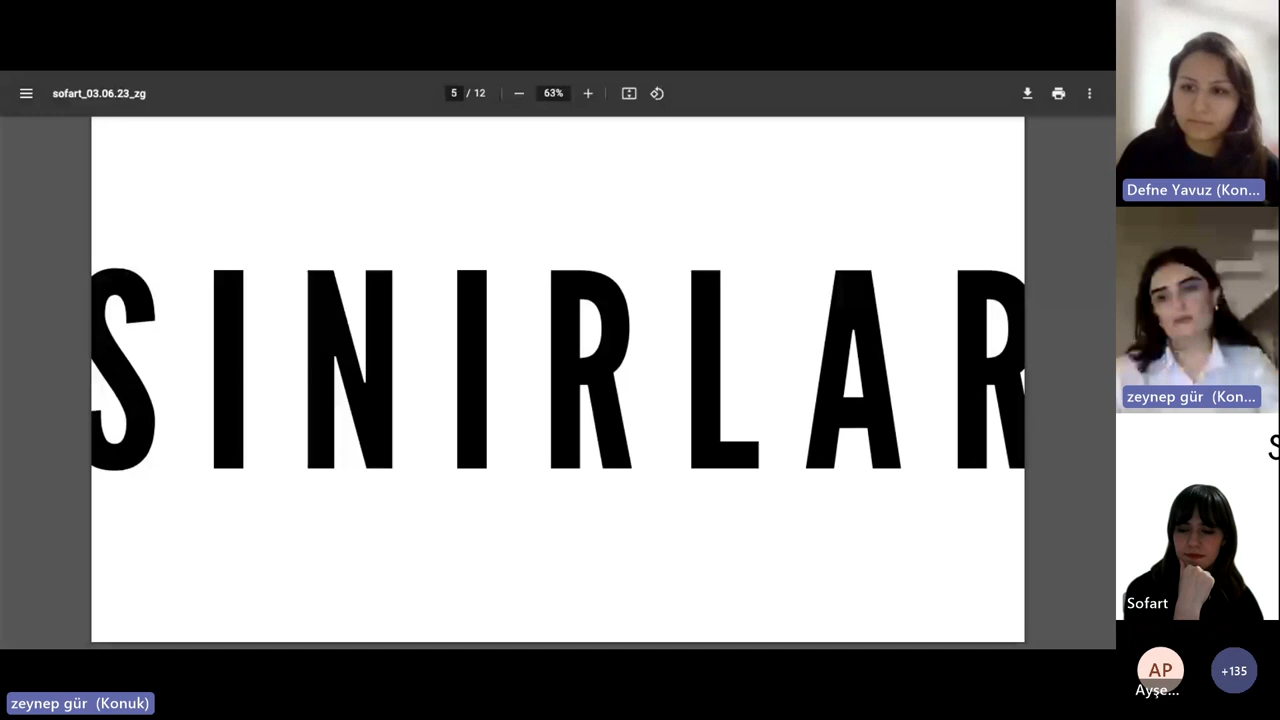 sofart_03.06.23_zg
5 / 12
63%
SINIRLAR
Defne Yavuz (Kon...
zeynep gür (Kon...
S
Sofart
AP
Ayşe...
+135
zeynep gür (Konuk)